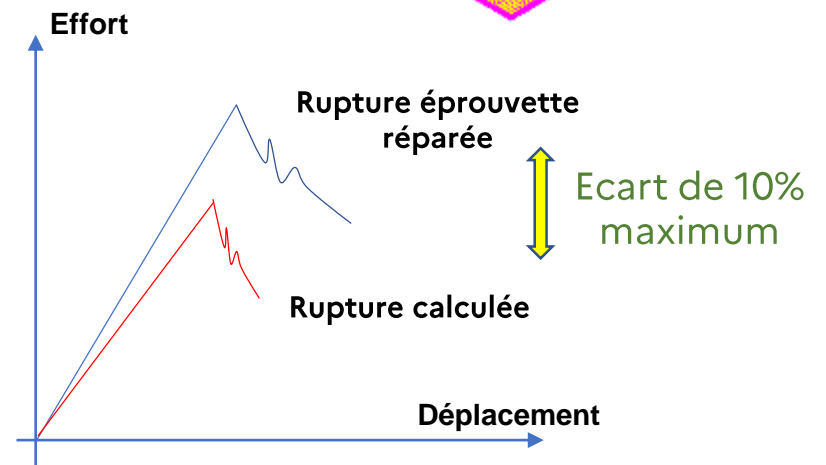 Effort
Rupture éprouvette
réparée
Ecart de 10%
maximum
Rupture calculée
Déplacement